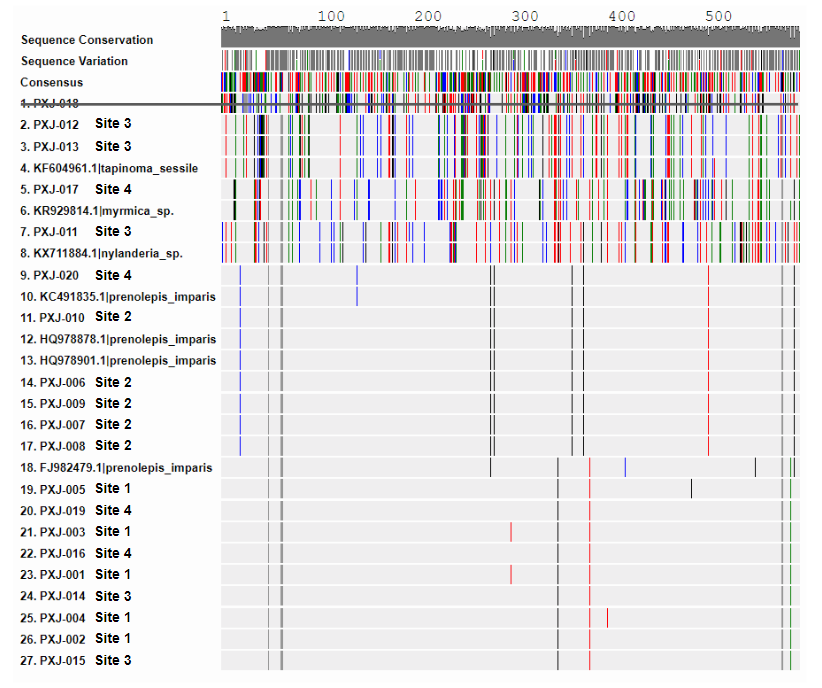 1 100 200 300 400 500
Sequence Conservation
Sequence Variation
Consensus
1. PXJ-018
2. PXJ-012 Site 3
3. PXJ-013 Site 3
4. KF604961.1|tapinoma_sessile
5. PXJ-017 Site 4
6. KR929814.1|myrmica_sp.
7. PXJ-011 Site 3
8. KX711884.1|nylanderia_sp.
9. PXJ-020 Site 4
10. KC491835.1|prenolepis_imparis
11. PXJ-010 Site 2
12. HQ978878.1|prenolepis_imparis
13. HQ978901.1|prenolepis_imparis
14. PXJ-006 Site 2
15. PXJ-009 Site 2
16. PXJ-007 Site 2
17. PXJ-008 Site 2
18. FJ982479.1|prenolepis_imparis
19. PXJ-005 Site 1
20. PXJ-019 Site 4
21. PXJ-003 Site 1
22. PXJ-016 Site 4
23. PXJ-001 Site 1
24. PXJ-014 Site 3
25. PXJ-004 Site 1
26. PXJ-002 Site 1
27. PXJ-015 Site 3